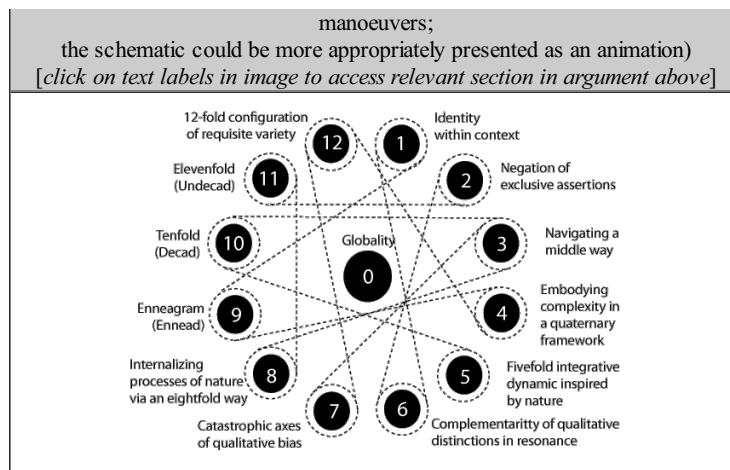 manoeuvers;
the schematic could be more appropriately presented as an animation)
[click on text labels in image to access relevant section in argument above]
12-fold configuration
of requisite variety
12
1
Identity
within context
Elevenfold
(Undecad)
11
2
Negation of
exclusive assertions
Tenfold
(Decad)
10
Globality
0
3
Navigating a
middle way
Enneagram
(Ennead)
9
4
Embodying
complexity in
a quaternary
framework
Internalizing
processes of nature
via an eightfold way
8
5
Fivefold integrative
dynamic inspired
by nature
Catastrophic axes
of qualitative bias
7
6
Complementaritty of qualitative
distinctions in resonance